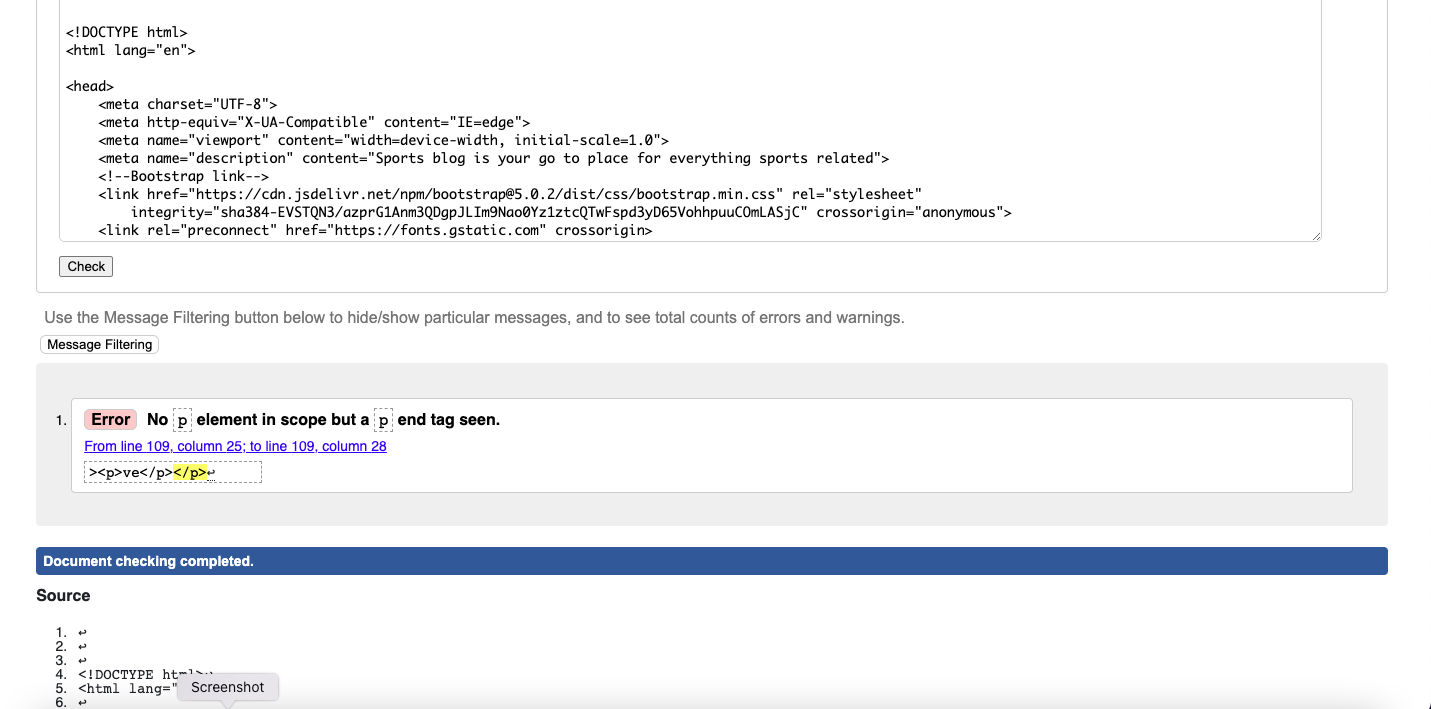 <!DOCTYPE html>
<html lang="en">
<head>
<meta charset="UTF-8">
<meta http-equiv="X-UA-Compatible" content="IE=edge">
<meta name="viewport" content="width=device-width, initial-scale=1.0">
<meta name="description" content="Sports blog is your go to place for everything sports related">
<!--Bootstrap link-->
<link href="https://cdn.jsdelivr.net/npm/bootstrap@5.0.2/dist/css/bootstrap.min.css" rel="stylesheet"
integrity="sha384-EVSTQN3/azprG1Anm3QDgpJLIm9Nao0Yz1ztcQTwFspd3yD65VohhpuuCOmLASjC" crossorigin="anonymous">
<link rel="preconnect" href="https://fonts.gstatic.com" crossorigin>
Check
Use the Message Filtering button below to hide/show particular messages, and to see total counts of errors and warnings.
Message Filtering
1. Error No p element in scope but a p end tag seen.
From line 109, column 25; to line 109, column 28
><p>ve</p></p>↩
Document checking completed.
Source
1. ↩
2. ↩
3. ↩
4. <!DOCTYPE html>↩
5. <html lang="
6. ↩
Screenshot